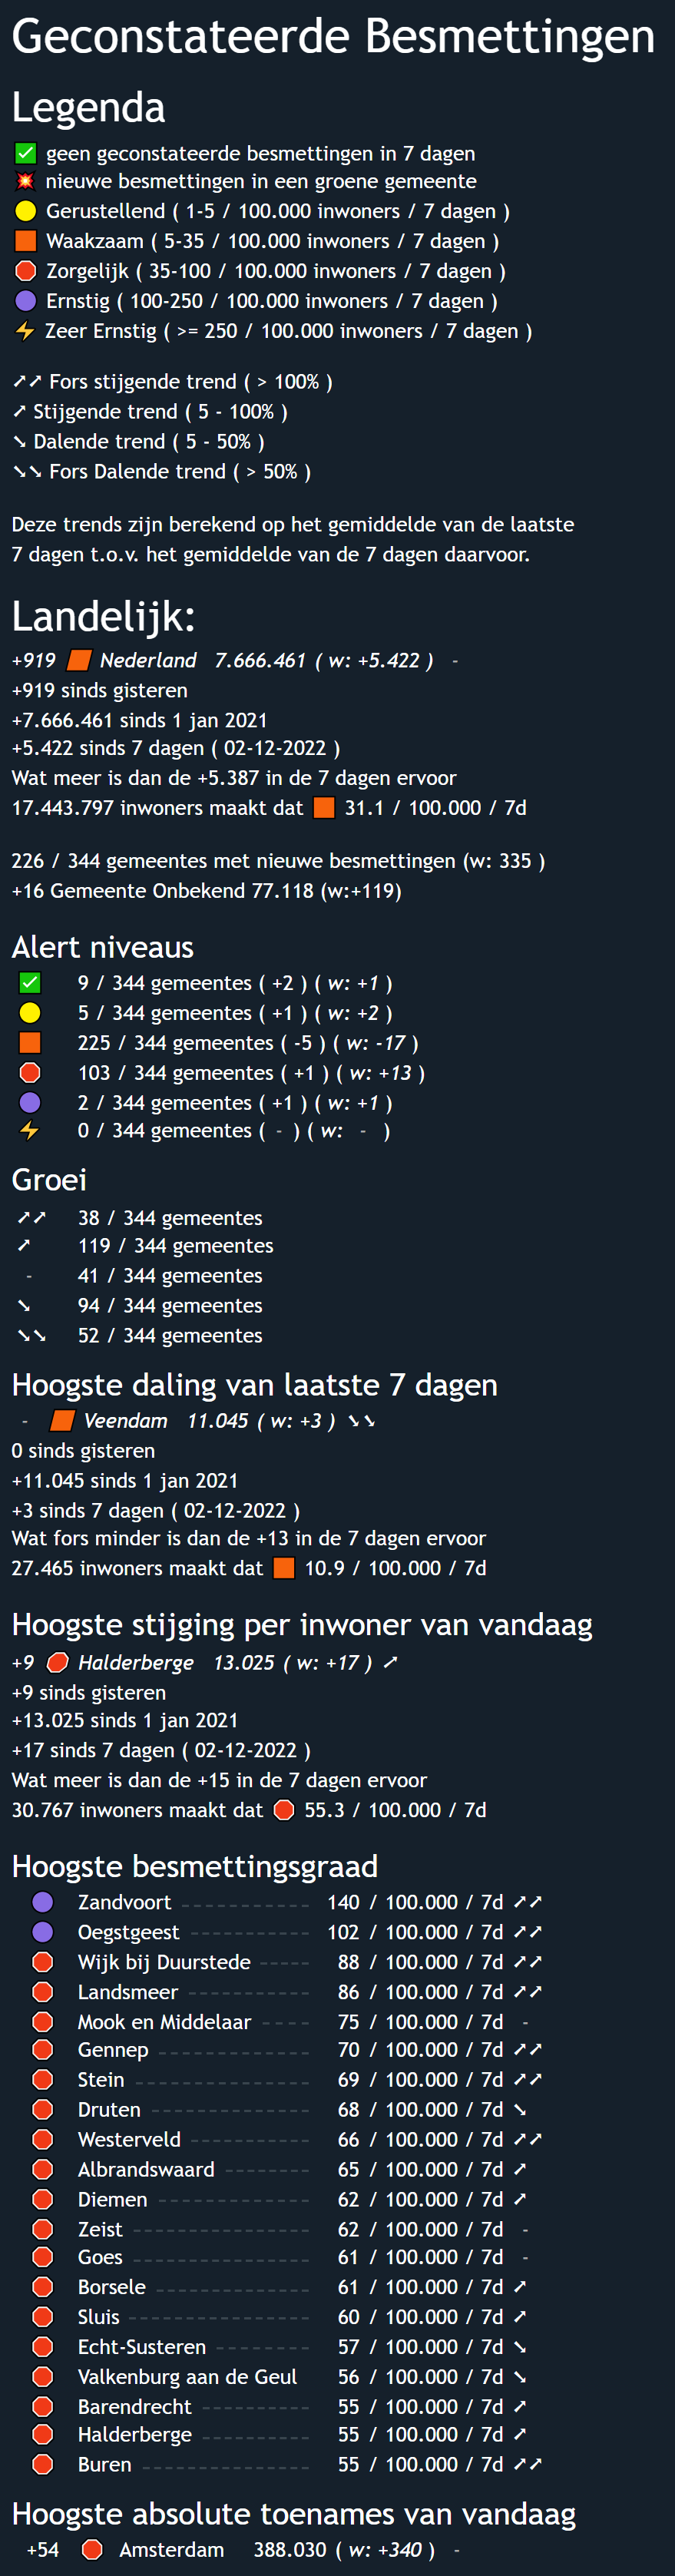 Geconstateerde Besmettingen
Legenda
✅ geen geconstateerde besmettingen in 7 dagen
💥 nieuwe besmettingen in een groene gemeente
🟡 Gerustellend ( 1-5 / 100.000 inwoners / 7 dagen )
🟧 Waakzaam ( 5-35 / 100.000 inwoners / 7 dagen )
🛑 Zorgelijk ( 35-100 / 100.000 inwoners / 7 dagen )
🟣 Ernstig ( 100-250 / 100.000 inwoners / 7 dagen )
⚡ Zeer Ernstig ( >= 250 / 100.000 inwoners / 7 dagen )
➚➚ Fors stijgende trend ( > 100% )
➚ Stijgende trend ( 5 - 100% )
➘ Dalende trend ( 5 - 50% )
➘➘ Fors Dalende trend ( > 50% )
Deze trends zijn berekend op het gemiddelde van de laatste
7 dagen t.o.v. het gemiddelde van de 7 dagen daarvoor.
Landelijk:
+919 🟧 Nederland 7.666.461 ( w: +5.422 ) -
+919 sinds gisteren
+7.666.461 sinds 1 jan 2021
+5.422 sinds 7 dagen ( 02-12-2022 )
Wat meer is dan de +5.387 in de 7 dagen ervoor
17.443.797 inwoners maakt dat 🟧 31.1 / 100.000 / 7d
226 / 344 gemeentes met nieuwe besmettingen (w: 335 )
+16 Gemeente Onbekend 77.118 (w:+119)
Alert niveaus
✅ 9 / 344 gemeentes ( +2 ) ( w: +1 )
🟡 5 / 344 gemeentes ( +1 ) ( w: +2 )
🟧 225 / 344 gemeentes ( -5 ) ( w: -17 )
🛑 103 / 344 gemeentes ( +1 ) ( w: +13 )
🟣 2 / 344 gemeentes ( +1 ) ( w: +1 )
⚡ 0 / 344 gemeentes ( - ) ( w: - )
Groei
➚➚ 38 / 344 gemeentes
➚ 119 / 344 gemeentes
- 41 / 344 gemeentes
➘ 94 / 344 gemeentes
➘➘ 52 / 344 gemeentes
Hoogste daling van laatste 7 dagen
- 🟧 Veendam 11.045 ( w: +3 ) ➘➘
0 sinds gisteren
+11.045 sinds 1 jan 2021
+3 sinds 7 dagen ( 02-12-2022 )
Wat fors minder is dan de +13 in de 7 dagen ervoor
27.465 inwoners maakt dat 🟧 10.9 / 100.000 / 7d
Hoogste stijging per inwoner van vandaag
+9 🛑 Halderberge 13.025 ( w: +17 ) ➚
+9 sinds gisteren
+13.025 sinds 1 jan 2021
+17 sinds 7 dagen ( 02-12-2022 )
Wat meer is dan de +15 in de 7 dagen ervoor
30.767 inwoners maakt dat 🛑 55.3 / 100.000 / 7d
Hoogste besmettingsgraad
🟣 Zandvoort ------------ 140 / 100.000 / 7d ➚➚
🟣 Oegstgeest ----------- 102 / 100.000 / 7d ➚➚
🛑 Wijk bij Duurstede ----- 88 / 100.000 / 7d ➚➚
🛑 Landsmeer ----------- 86 / 100.000 / 7d ➚➚
🛑 Mook en Middelaar ---- 75 / 100.000 / 7d -
🛑 Gennep -------------- 70 / 100.000 / 7d ➚➚
🛑 Stein ---------------- 69 / 100.000 / 7d ➚➚
🛑 Druten -------------- 68 / 100.000 / 7d ➘
🛑 Westerveld ----------- 66 / 100.000 / 7d ➚➚
🛑 Albrandswaard ------- 65 / 100.000 / 7d ➚
🛑 Diemen -------------- 62 / 100.000 / 7d ➚
🛑 Zeist ---------------- 62 / 100.000 / 7d -
🛑 Goes ---------------- 61 / 100.000 / 7d -
🛑 Borsele -------------- 61 / 100.000 / 7d ➚
🛑 Sluis ----------------- 60 / 100.000 / 7d ➚
🛑 Echt-Susteren -------- 57 / 100.000 / 7d ➘
🛑 Valkenburg aan de Geul 56 / 100.000 / 7d ➘
🛑 Barendrecht ---------- 55 / 100.000 / 7d ➚
🛑 Halderberge ---------- 55 / 100.000 / 7d ➚
🛑 Buren --------------- 55 / 100.000 / 7d ➚➚
Hoogste absolute toenames van vandaag
+54 🛑 Amsterdam 388.030 ( w: +340 ) -